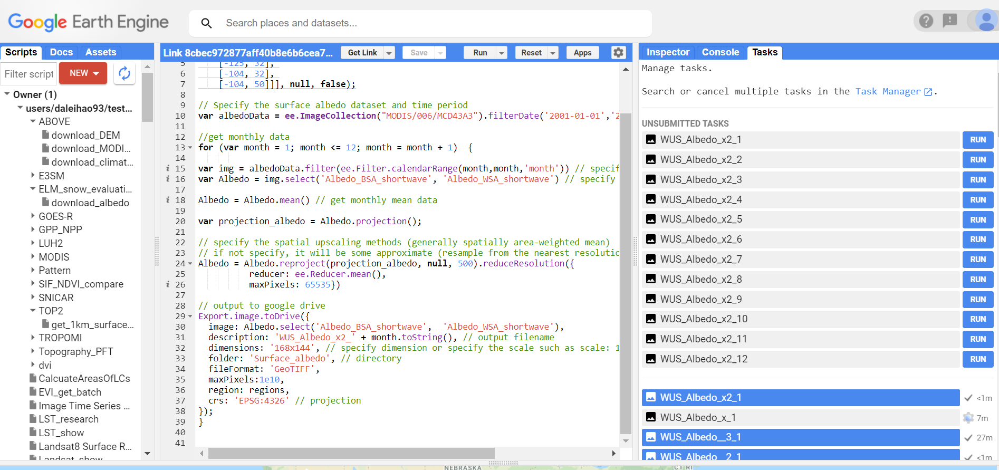 Google Earth Engine
Search places and datasets...
Scripts
Docs
Assets
Filter script
NEW
Owner (1)
users/daleihao93/test...
ABOVE
download_DEM
download_MODI...
download_climat...
E3SM
ELM_snow_evaluati...
download_albedo
GOES-R
GPP_NPP
LUH2
MODIS
Pattern
SIF_NDVI_compare
SNICAR
TOP2
get_1km_surface...
TROPOMI
Topography_PFT
dvi
CalcuateAreasOfLCs
EVI_get_batch
Image Time Series ...
LST_research
LST_show
Landsat8 Surface R...
Landsat_show
Link 8cbec972877aff40b8e6b6cea7...
Get Link
Save
Run
Reset
Apps
5 [-125, 32],
6 [-104, 32],
7 [-104, 50]]], null, false);
8
9 // Specify the surface albedo dataset and time period
10 var albedoData = ee.ImageCollection("MODIS/006/MCD43A3").filterDate('2001-01-01','2
11
12 //get monthly data
13 for (var month = 1; month <= 12; month = month + 1)  {
14
15 var img = albedoData.filter(ee.Filter.calendarRange(month,month,'month')) // specif
16 var Albedo = img.select('Albedo_BSA_shortwave', 'Albedo_WSA_shortwave') // specify
17
18 Albedo = Albedo.mean() // get monthly mean data
19
20 var projection_albedo = Albedo.projection();
21
22 // specify the spatial upscaling methods (generally spatially area-weighted mean)
23 // if not specify, it will be some approximate (resample from the nearest resolutio
24 Albedo = Albedo.reproject(projection_albedo, null, 500).reduceResolution({
25 reducer: ee.Reducer.mean(),
26 maxPixels: 65535})
27
28 // output to google drive
29 Export.image.toDrive({
30 image: Albedo.select('Albedo_BSA_shortwave',  'Albedo_WSA_shortwave'),
31 description: 'WUS_Albedo_x2_' + month.toString(), // output filename
32 dimensions: '168x144', // specify dimension or specify the scale such as scale: 1
33 folder: 'Surface_albedo', // directory
34 fileFormat: 'GeoTIFF',
35 maxPixels:1e10,
36 region: regions,
37 crs: 'EPSG:4326' // projection
38 });
39 }
40
41
Inspector
Console
Tasks
Manage tasks.
Search or cancel multiple tasks in the Task Manager.
UNSUBMITTED TASKS
WUS_Albedo_x2_1 RUN
WUS_Albedo_x2_2 RUN
WUS_Albedo_x2_3 RUN
WUS_Albedo_x2_4 RUN
WUS_Albedo_x2_5 RUN
WUS_Albedo_x2_6 RUN
WUS_Albedo_x2_7 RUN
WUS_Albedo_x2_8 RUN
WUS_Albedo_x2_9 RUN
WUS_Albedo_x2_10 RUN
WUS_Albedo_x2_11 RUN
WUS_Albedo_x2_12 RUN
WUS_Albedo_x2_1 <1m
WUS_Albedo_x_1 7m
WUS_Albedo__3_1 27m
WUS_Albedo__2_1 <1m
NEBRASKA
CT RI